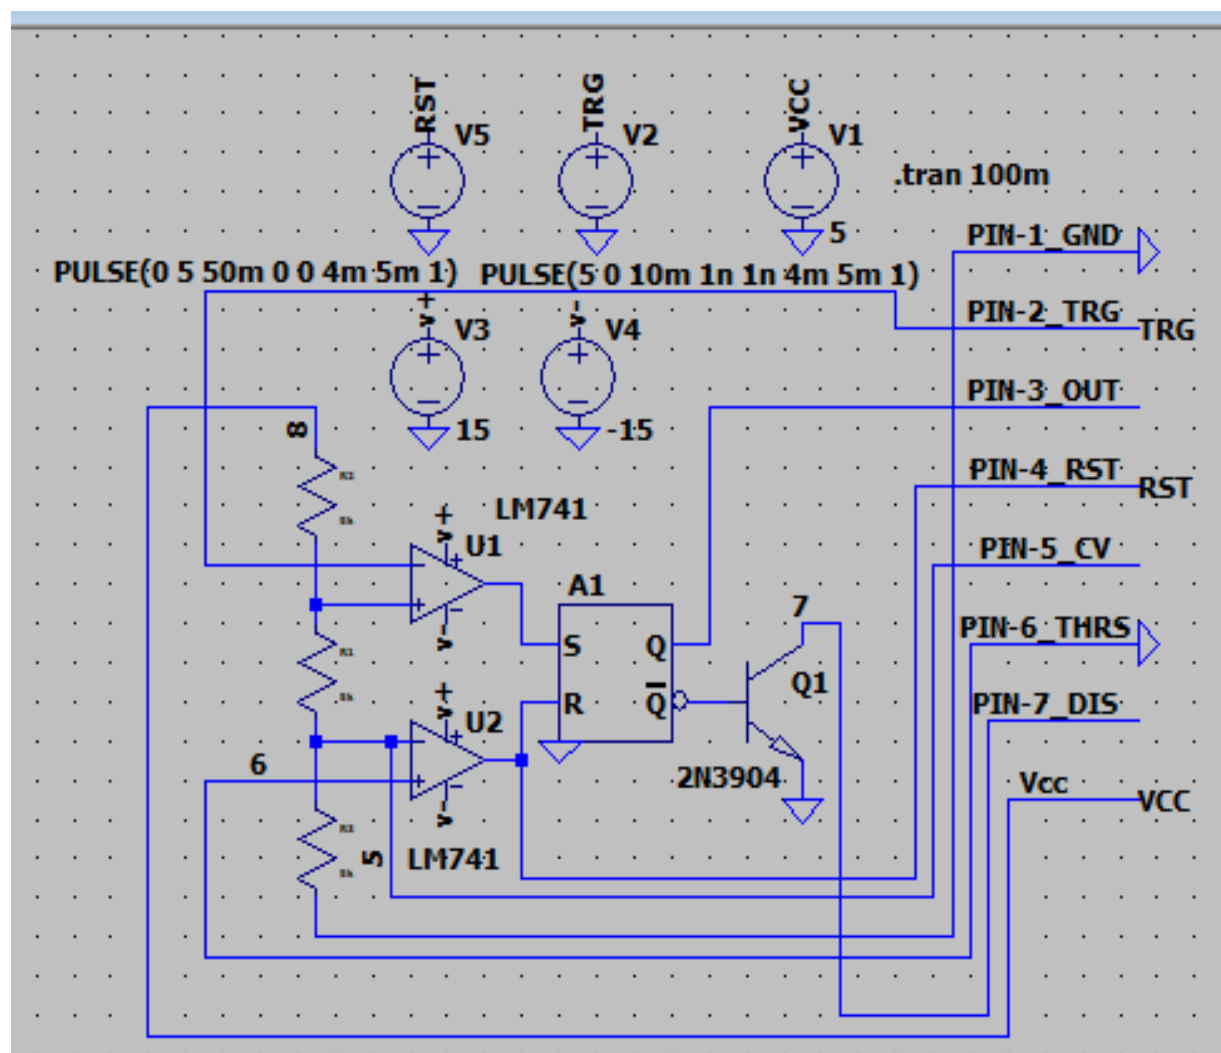 RST
TRG
VCC
V5
V2
V1
.tran 100m
5
PIN-1_GND
PULSE(0 5 50m 0 0 4m 5m 1)
PULSE(5 0 10m 1n 1n 4m 5m 1)
v+
v-
PIN-2_TRG
TRG
V3
V4
15
-15
PIN-3_OUT
8
PIN-4_RST
RST
LM741
v+
U1
PIN-5_CV
A1
v-
S
Q
7
PIN-6_THRS
R1
5k
Q1
v+
U2
R
Q
PIN-7_DIS
6
2N3904
Vcc
VCC
v-
5
LM741